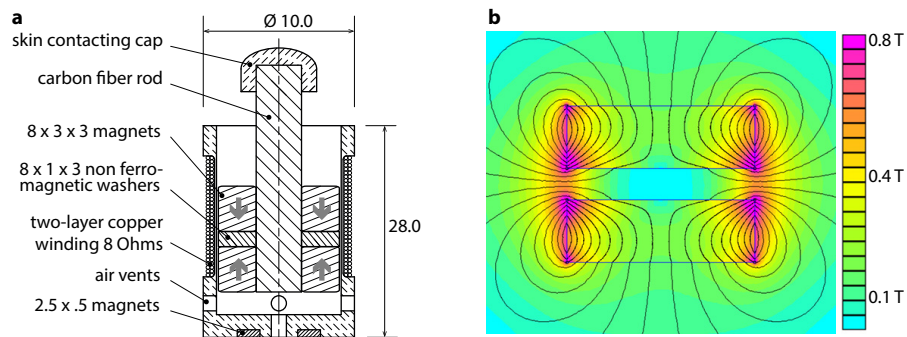 a
Ø 10.0
skin contacting cap
carbon fiber rod
8 x 3 x 3 magnets
8 x 1 x 3 non ferro-
magnetic washers
two-layer copper
winding 8 Ohms
air vents
2.5 x .5 magnets
28.0
b
0.8 T
0.4 T
0.1 T